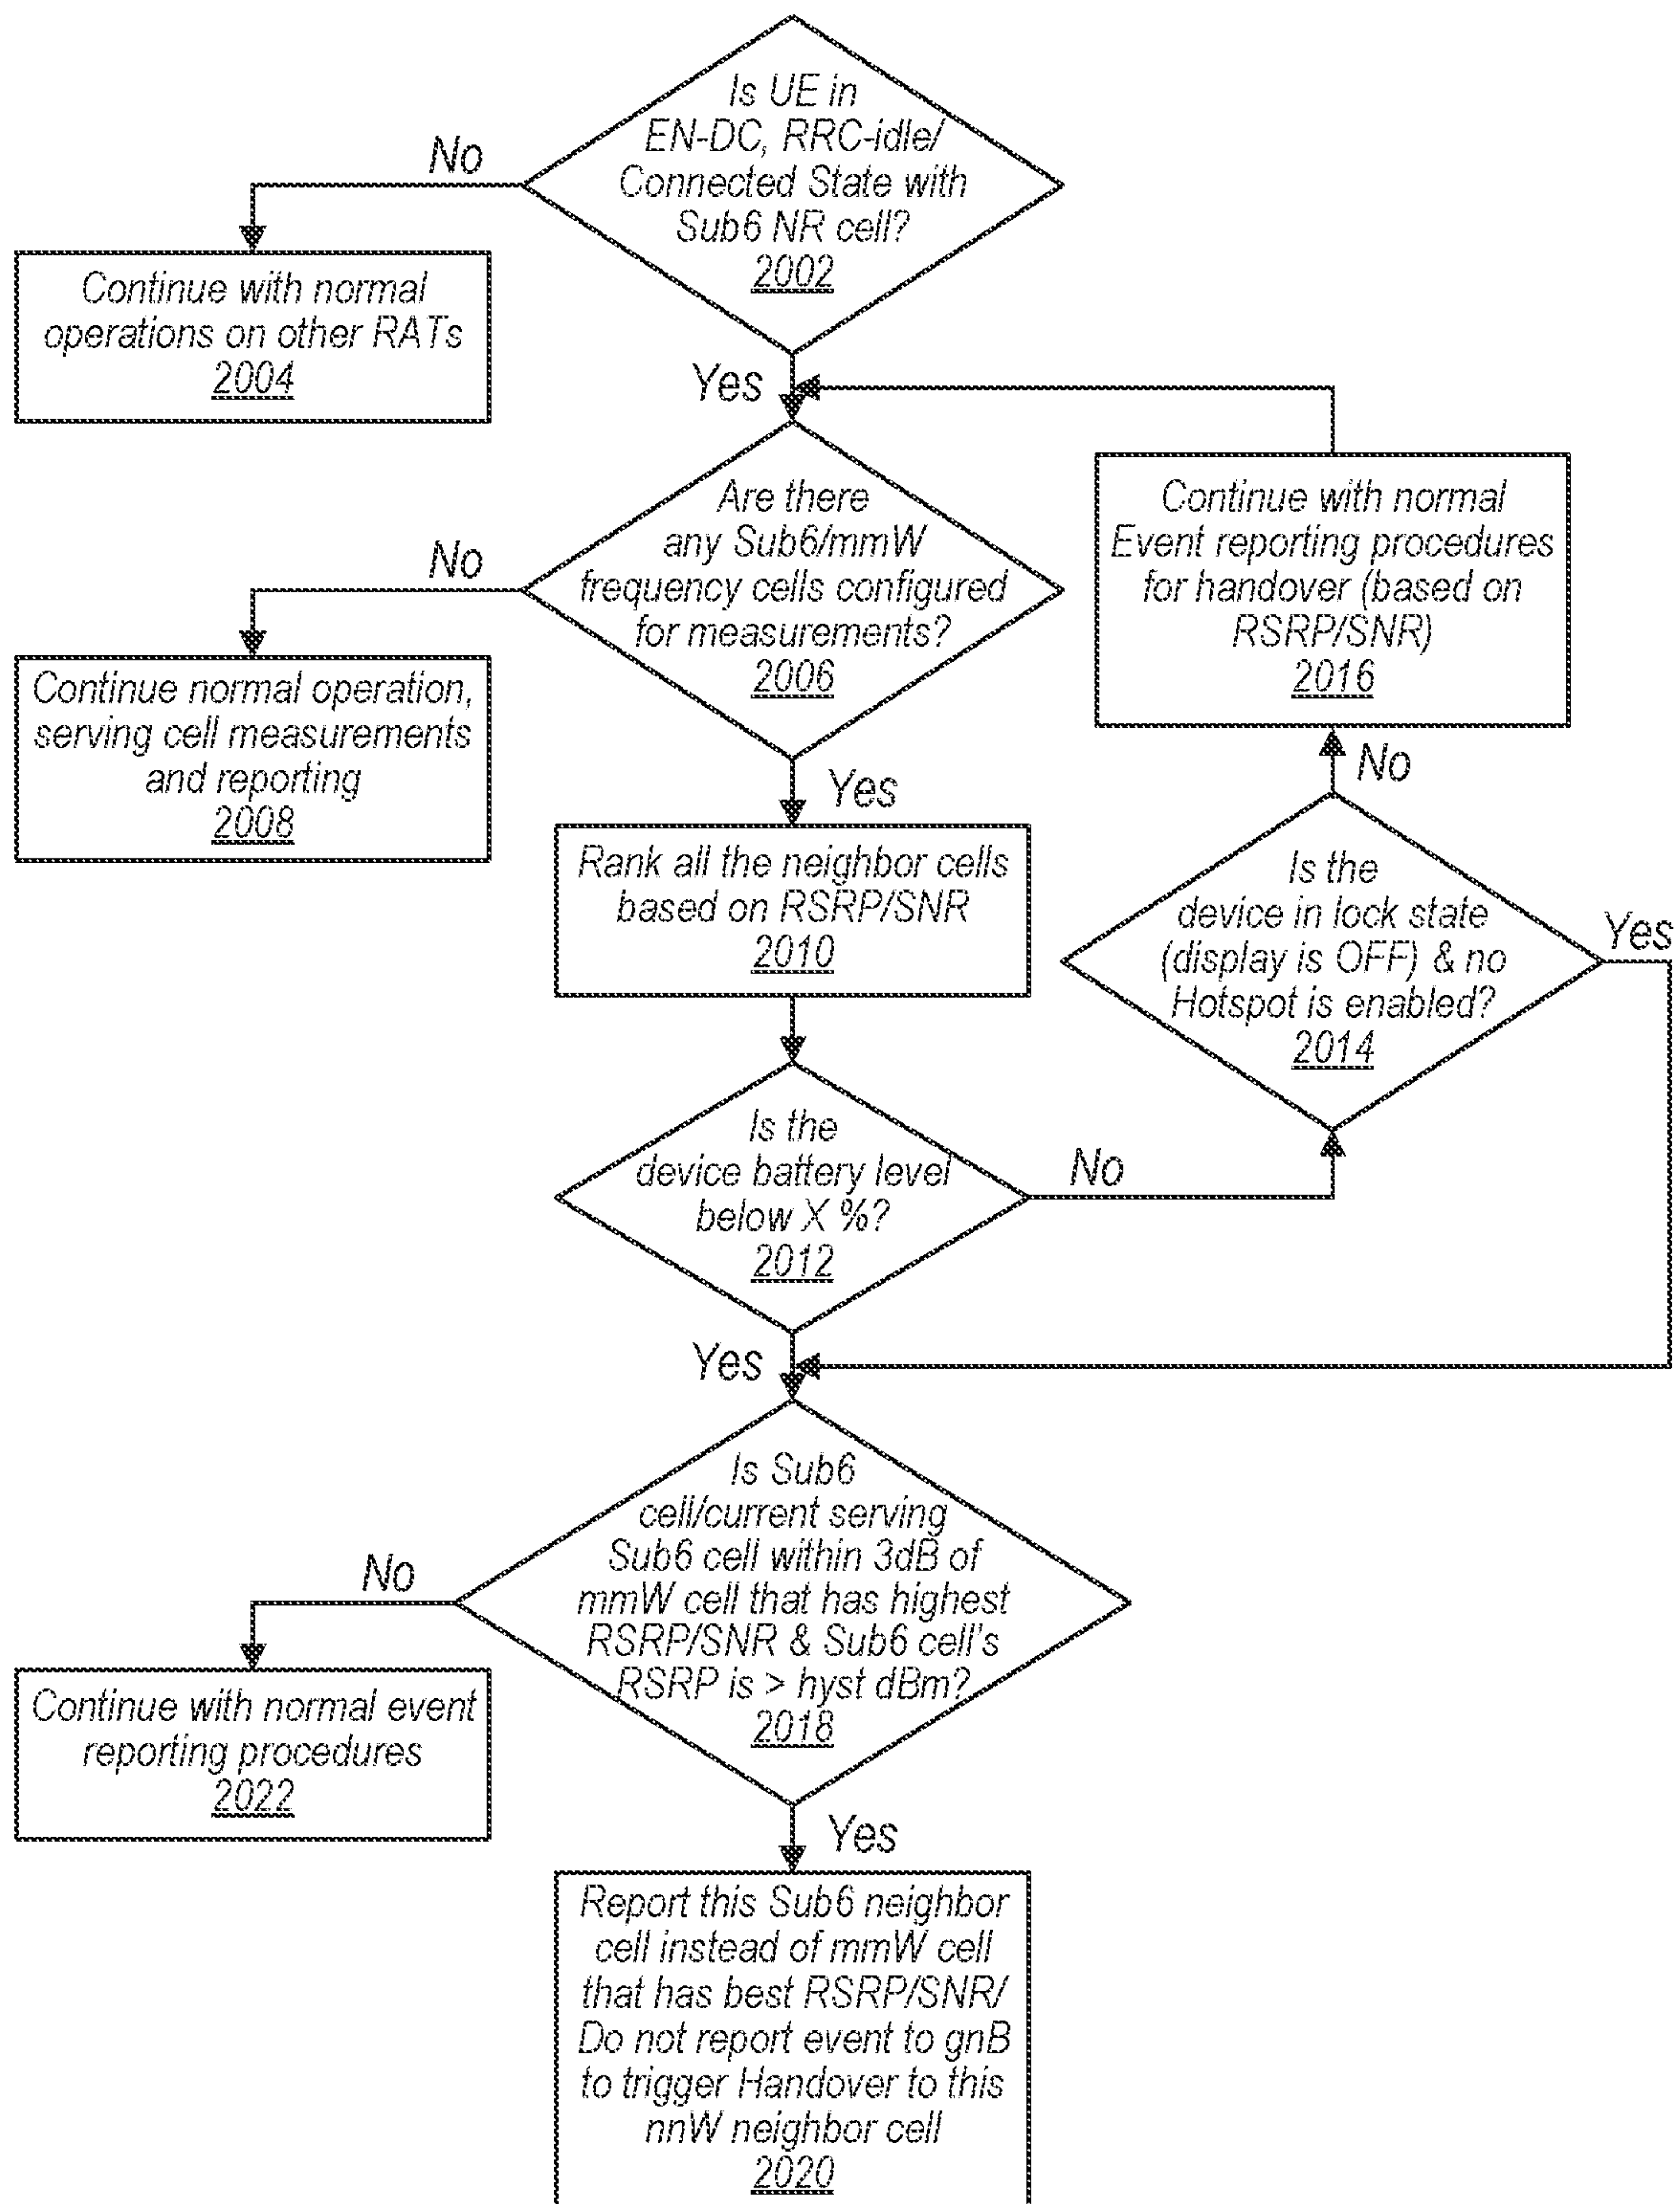 Is UE in
EN-DC, RRC-idle/
Connected State with
Sub6 NR cell?
2002
No
Continue with normal
operations on other RATs
2004
Yes
Are there
any Sub6/mmW
frequency cells configured
for measurements?
2006
No
Continue normal operation,
serving cell measurements
and reporting
2008
Yes
Rank all the neighbor cells
based on RSRP/SNR
2010
Is the
device battery level
below X %?
2012
No
Is the
device in lock state
(display is OFF) & no
Hotspot is enabled?
2014
No
Continue with normal
Event reporting procedures
for handover (based on
RSRP/SNR)
2016
Yes
Yes
Is Sub6
cell/current serving
Sub6 cell within 3dB of
mmW cell that has highest
RSRP/SNR & Sub6 cell's
RSRP is > hyst dBm?
2018
No
Continue with normal event
reporting procedures
2022
Yes
Report this Sub6 neighbor
cell instead of mmW cell
that has best RSRP/SNR/
Do not report event to gnB
to trigger Handover to this
nnW neighbor cell
2020